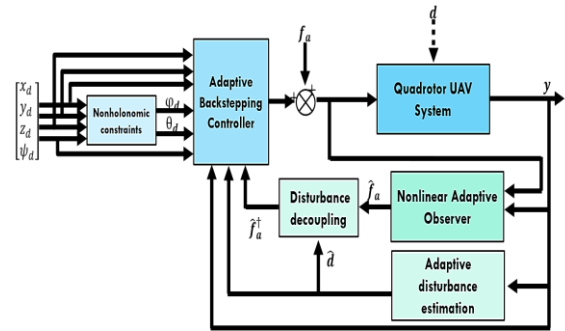 x_d
y_d
z_d
ψ_d
Nonholonomic
constraints
φ_d
θ_d
Adaptive
Backstepping
Controller
f_a
+
+
d
Quadrotor UAV
System
y
Disturbance
decoupling
f̂_a
Nonlinear Adaptive
Observer
f̂_a^†
d̂
Adaptive
disturbance
estimation